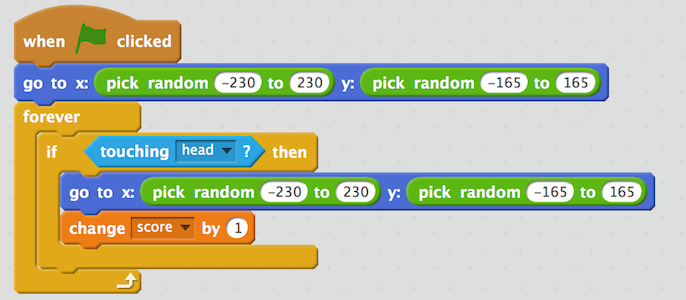 when clicked
go to x: pick random -230 to 230 y: pick random -165 to 165
forever
if touching head ? then
go to x: pick random -230 to 230 y: pick random -165 to 165
change score by 1